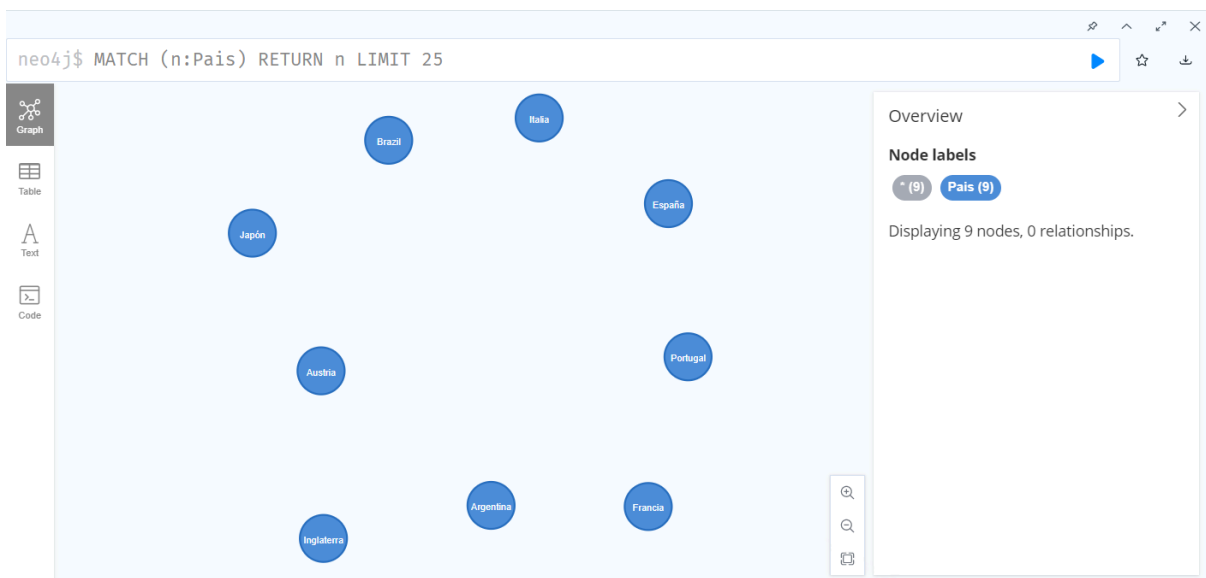 neo4j$ MATCH (n:Pais) RETURN n LIMIT 25
Graph
Table
Text
Code
Italia
Brazil
España
Japón
Portugal
Austria
Argentina
Francia
Inglaterra
Overview
Node labels
* (9) Pais (9)
Displaying 9 nodes, 0 relationships.